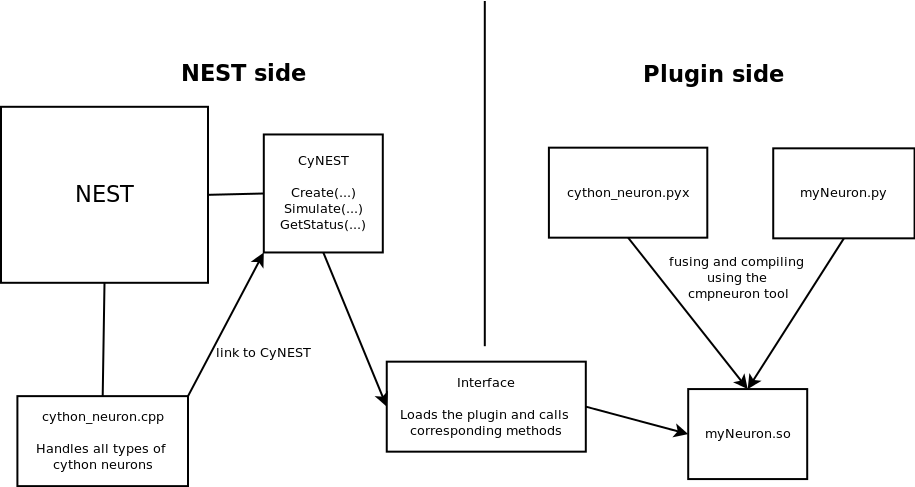 NEST side
Plugin side
NEST
CyNEST
Create(...)
Simulate(...)
GetStatus(...)
cython_neuron.pyx
myNeuron.py
fusing and compiling
using the
cmpneuron tool
link to CyNEST
cython_neuron.cpp
Handles all types of
cython neurons
Interface
Loads the plugin and calls
corresponding methods
myNeuron.so